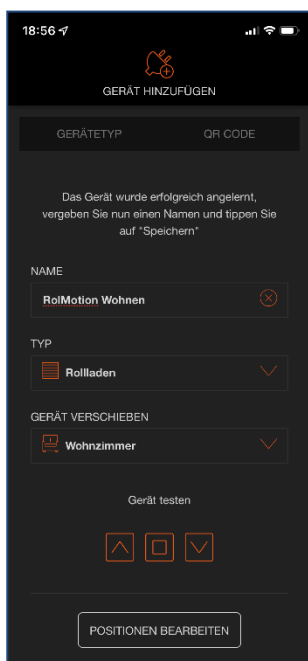 18:56
GERÄT HINZUFÜGEN
GERÄTETYP QR CODE
Das Gerät wurde erfolgreich angelernt,
vergeben Sie nun einen Namen und tippen Sie
auf "Speichern"
NAME
RolMotion Wohnen
TYP
Rollladen
GERÄT VERSCHIEBEN
Wohnzimmer
Gerät testen
POSITIONEN BEARBEITEN